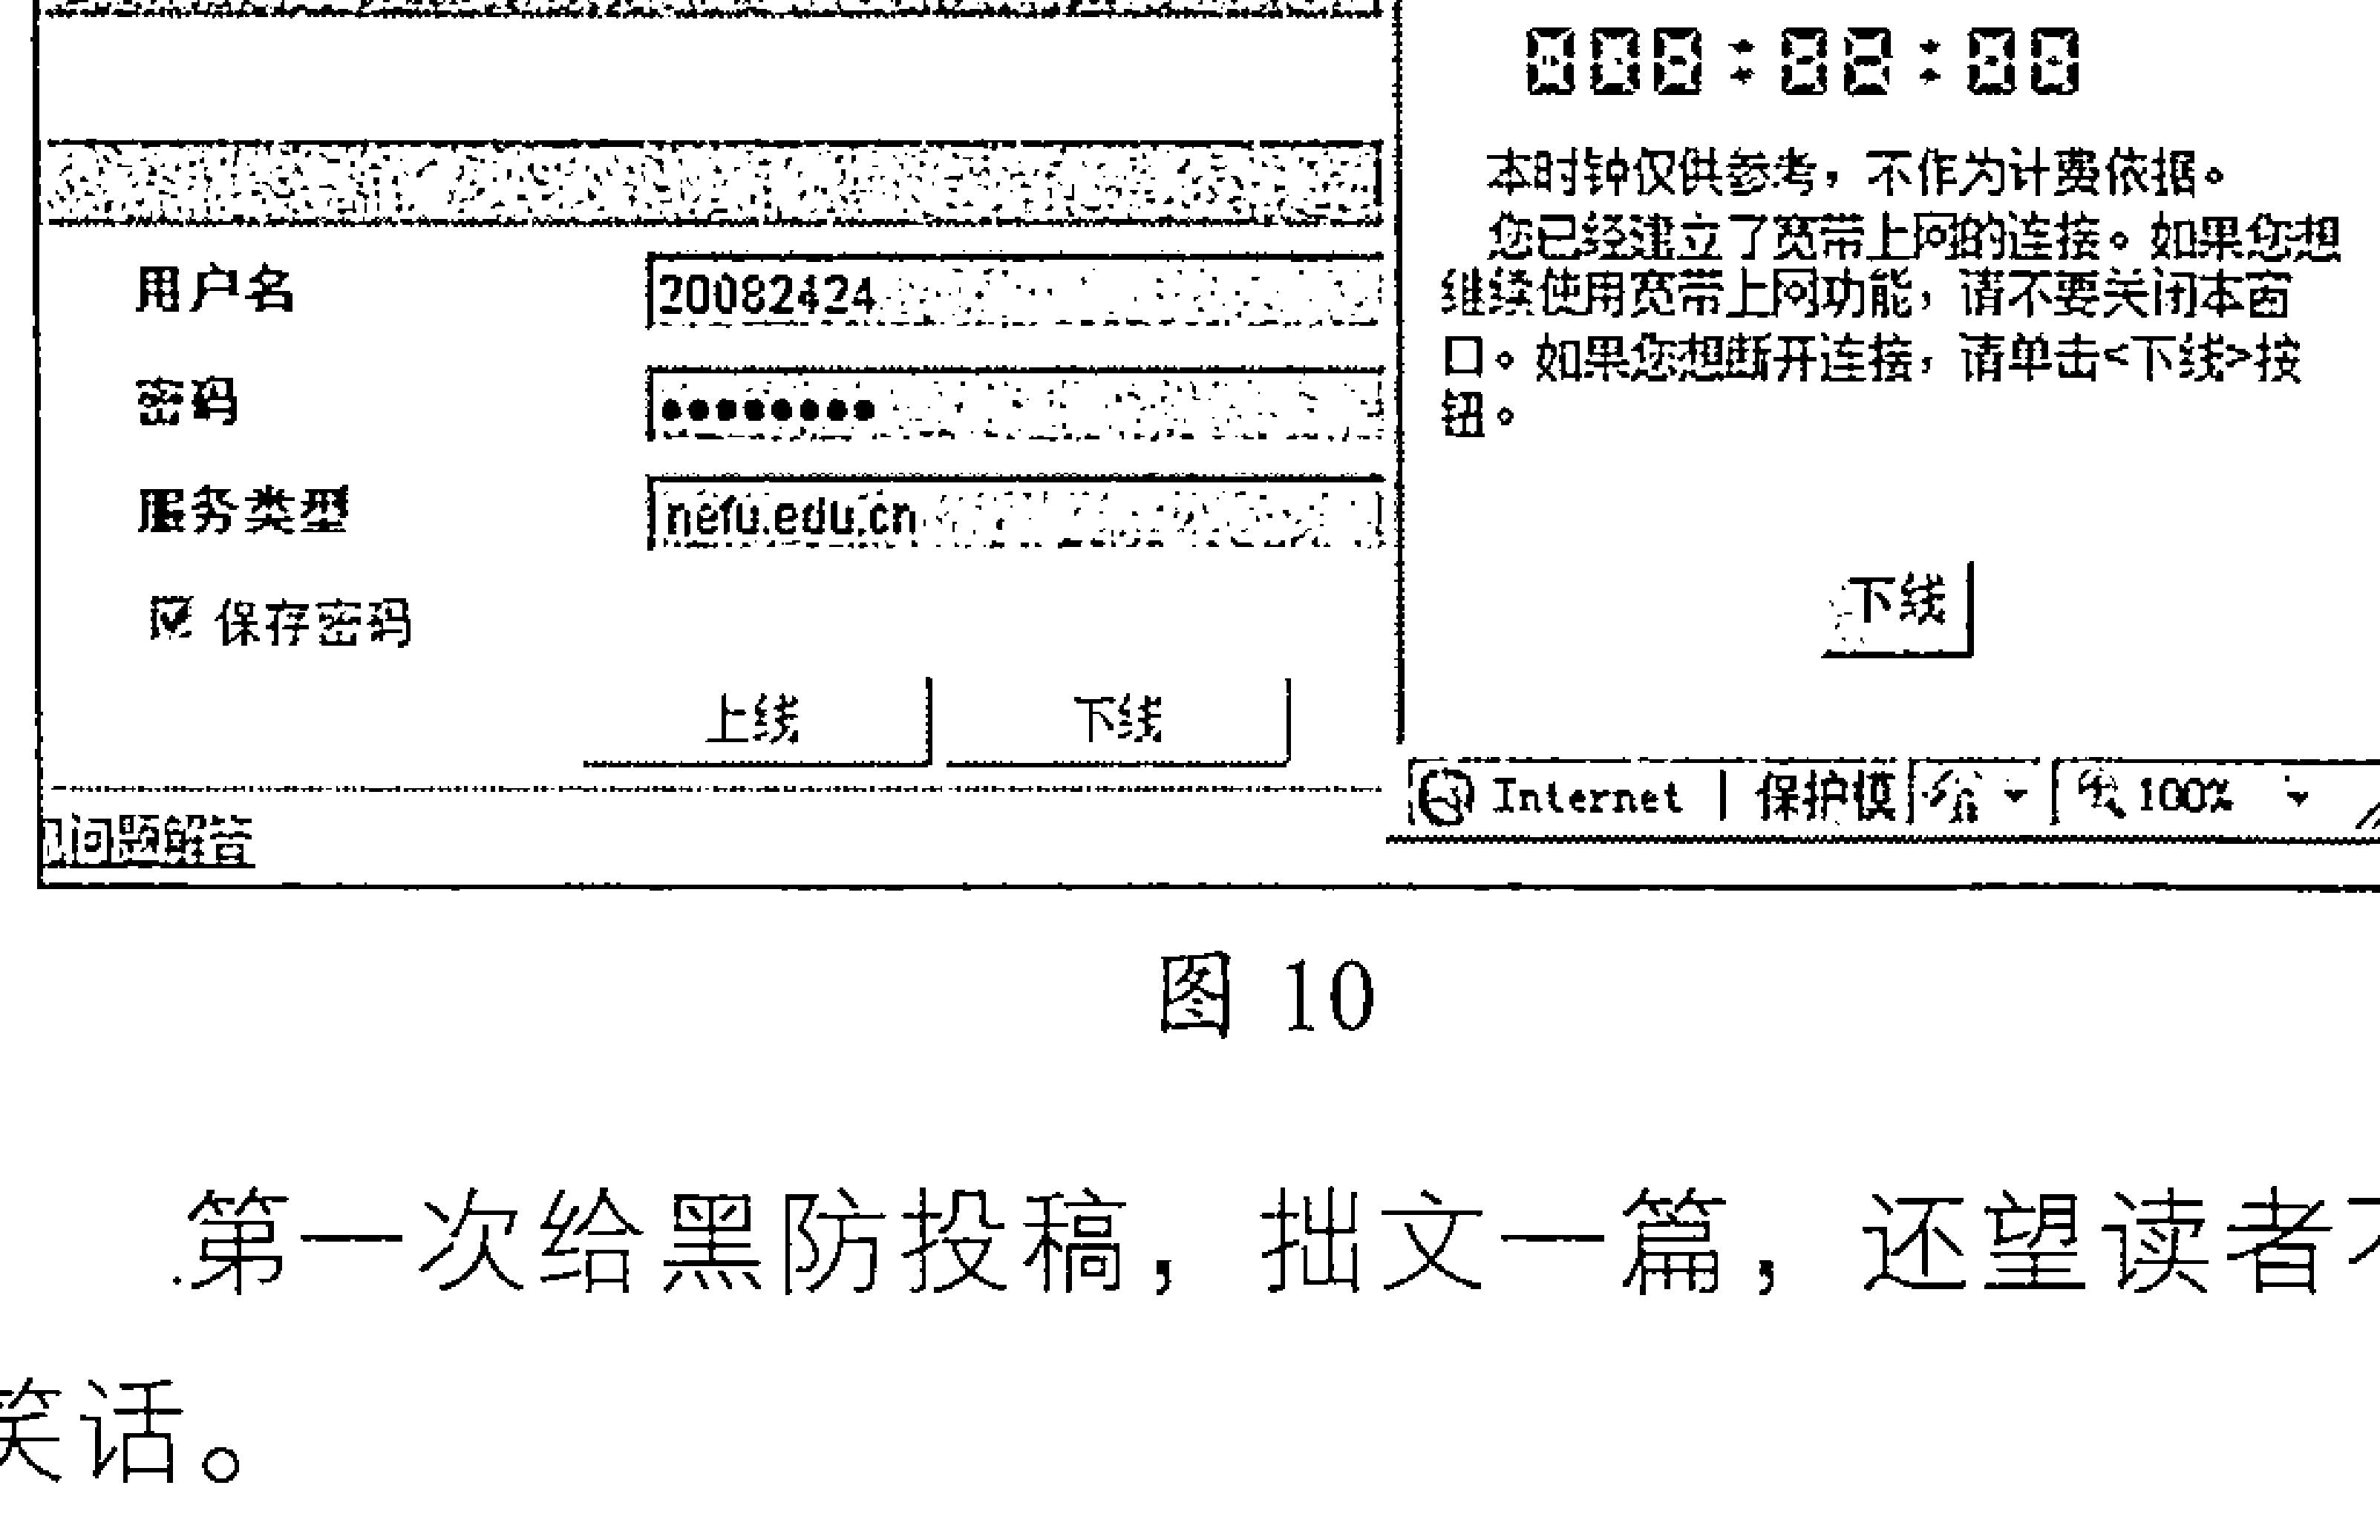 用户名
20082424
密码
••••••••
服务类型
nefu.edu.cn
保存密码
上线
下线
问题解答
000:02:00
本时钟仅供参考，不作为计费依据。
您已经建立了宽带上网的连接。如果您想
继续使用宽带上网功能，请不要关闭本窗
口。如果您想断开连接，请单击<下线>按
钮。
下线
Internet | 保护模
100%
图 10
第一次给黑防投稿，拙文一篇，还望读者不
笑话。